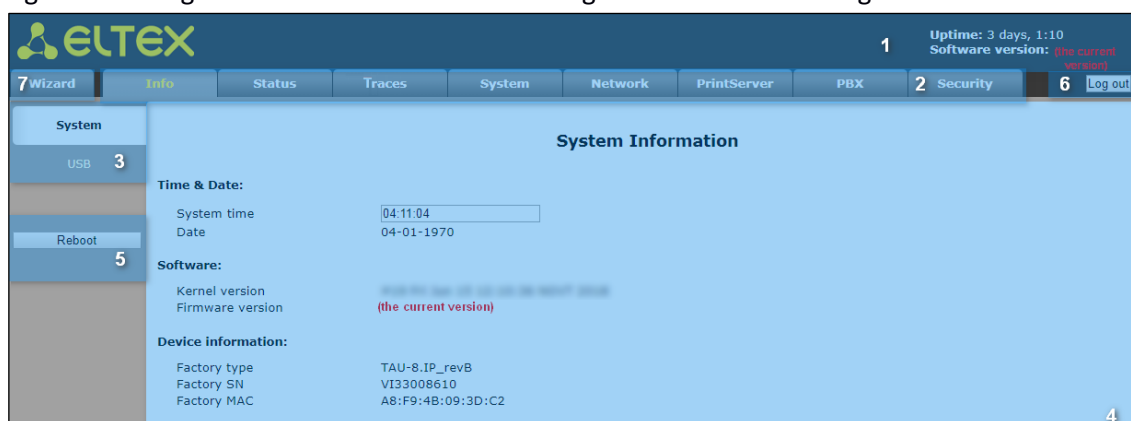 ELTEX
1
Uptime: 3 days, 1:10
Software version: (the current version)
7 Wizard Info Status Traces System Network PrintServer PBX 2 Security 6 Log out
System
USB 3
Reboot
5
System Information
Time & Date:
System time 04:11:04
Date 04-01-1970
Software:
Kernel version
Firmware version (the current version)
Device information:
Factory type TAU-8.IP_revB
Factory SN VI33008610
Factory MAC A8:F9:4B:09:3D:C2
4